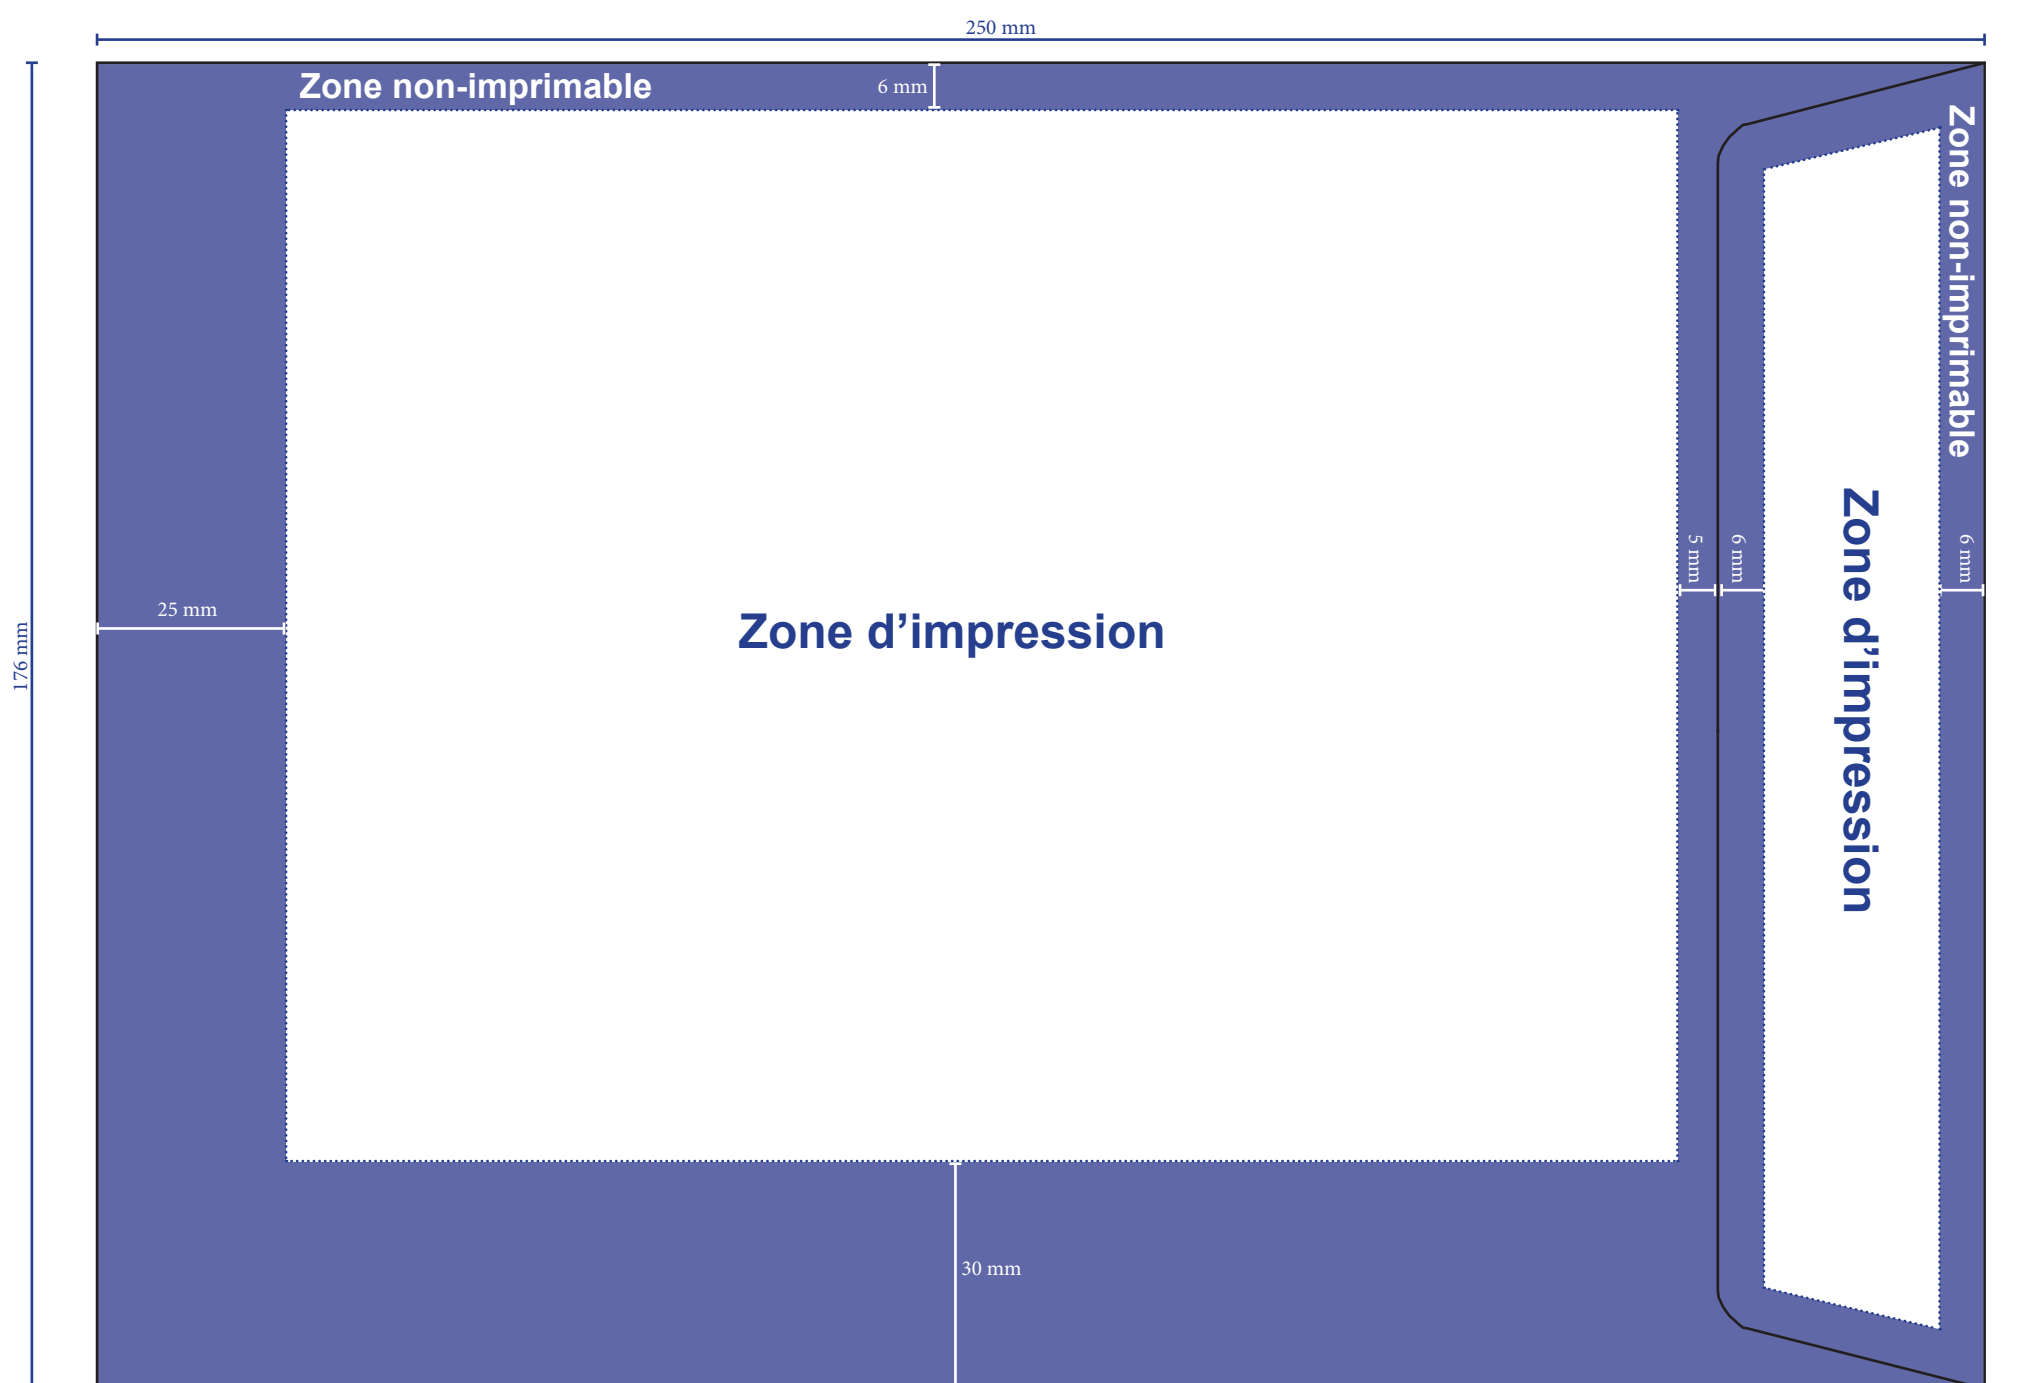 250 mm
Zone non-imprimable
6 mm
Zone non-imprimable
5 mm
6 mm
6 mm
Zone d’impression
25 mm
Zone d’impression
176 mm
30 mm